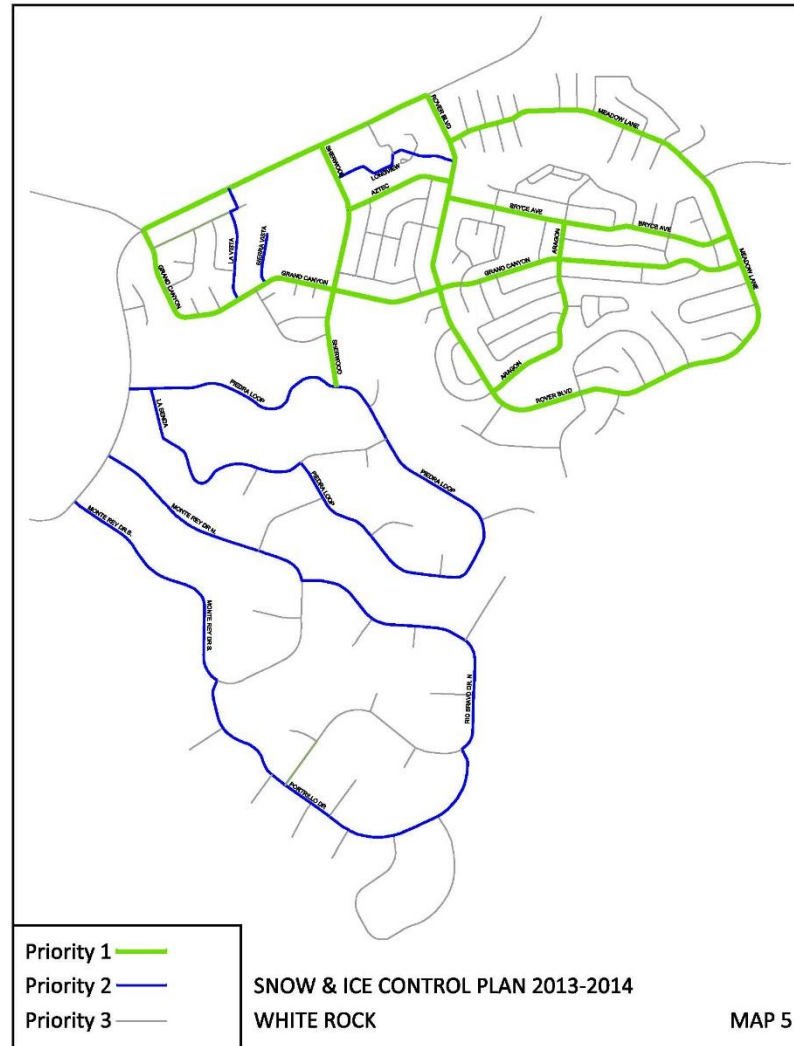 ROVER BLVD
MEADOW LANE
SHERWOOD
LONGVIEW
AZTEC
BRYCE AVE
BRYCE AVE
ARAGON
LA VISTA
SIERRA VISTA
GRAND CANYON
GRAND CANYON
GRAND CANYON
MEADOW LANE
SHERWOOD
ARAGON
ROVER BLVD
PIEDRA LOOP
LA SENDA
PIEDRA LOOP
PIEDRA LOOP
MONTE REY DR S.
MONTE REY DR N.
MONTE REY DR S.
RIO BRAVO DR. N
Priority 1
Priority 2
Priority 3
SNOW & ICE CONTROL PLAN 2013-2014
WHITE ROCK
MAP 5